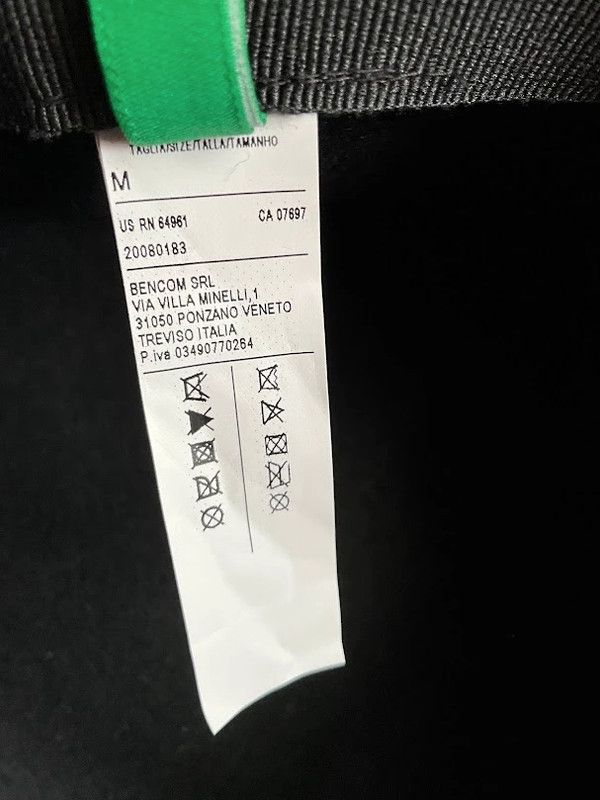 TAGLIA/SIZE/TALLA/TAMANHO
M
US RN 64961 CA 07697
20080183
BENCOM SRL
VIA VILLA MINELLI,1
31050 PONZANO VENETO
TREVISO ITALIA
P.iva 03490770264